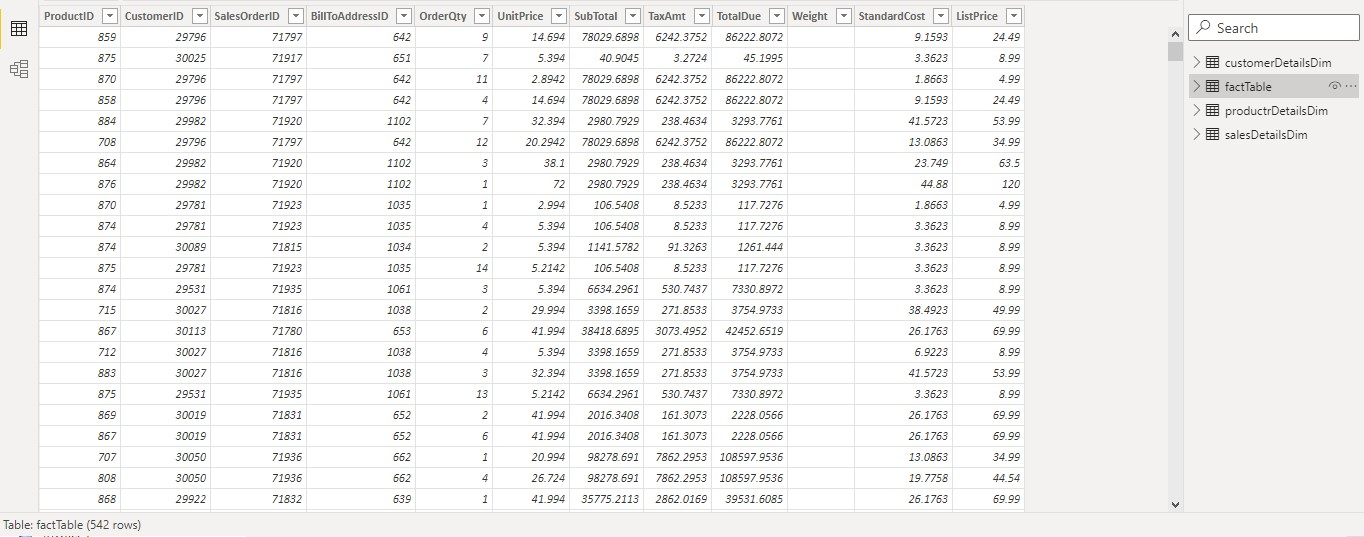 ProductID CustomerID SalesOrderID BillToAddressID OrderQty UnitPrice SubTotal TaxAmt TotalDue Weight StandardCost ListPrice
859 29796 71797 642 9 14.694 78029.6898 6242.3752 86222.8072 9.1593 24.49
875 30025 71917 651 7 5.394 40.9045 3.2724 45.1995 3.3623 8.99
870 29796 71797 642 11 2.8942 78029.6898 6242.3752 86222.8072 1.8663 4.99
858 29796 71797 642 4 14.694 78029.6898 6242.3752 86222.8072 9.1593 24.49
884 29982 71920 1102 7 32.394 2980.7929 238.4634 3293.7761 41.5723 53.99
708 29796 71797 642 12 20.2942 78029.6898 6242.3752 86222.8072 13.0863 34.99
864 29982 71920 1102 3 38.1 2980.7929 238.4634 3293.7761 23.749 63.5
876 29982 71920 1102 1 72 2980.7929 238.4634 3293.7761 44.88 120
870 29781 71923 1035 1 2.994 106.5408 8.5233 117.7276 1.8663 4.99
874 29781 71923 1035 4 5.394 106.5408 8.5233 117.7276 3.3623 8.99
874 30089 71815 1034 2 5.394 1141.5782 91.3263 1261.444 3.3623 8.99
875 29781 71923 1035 14 5.2142 106.5408 8.5233 117.7276 3.3623 8.99
874 29531 71935 1061 3 5.394 6634.2961 530.7437 7330.8972 3.3623 8.99
715 30027 71816 1038 2 29.994 3398.1659 271.8533 3754.9733 38.4923 49.99
867 30113 71780 653 6 41.994 38418.6895 3073.4952 42452.6519 26.1763 69.99
712 30027 71816 1038 4 5.394 3398.1659 271.8533 3754.9733 6.9223 8.99
883 30027 71816 1038 3 32.394 3398.1659 271.8533 3754.9733 41.5723 53.99
875 29531 71935 1061 13 5.2142 6634.2961 530.7437 7330.8972 3.3623 8.99
869 30019 71831 652 2 41.994 2016.3408 161.3073 2228.0566 26.1763 69.99
867 30019 71831 652 6 41.994 2016.3408 161.3073 2228.0566 26.1763 69.99
707 30050 71936 662 1 20.994 98278.691 7862.2953 108597.9536 13.0863 34.99
808 30050 71936 662 4 26.724 98278.691 7862.2953 108597.9536 19.7758 44.54
868 29922 71832 639 1 41.994 35775.2113 2862.0169 39531.6085 26.1763 69.99
Table: factTable (542 rows)
Search
customerDetailsDim
factTable
productrDetailsDim
salesDetailsDim